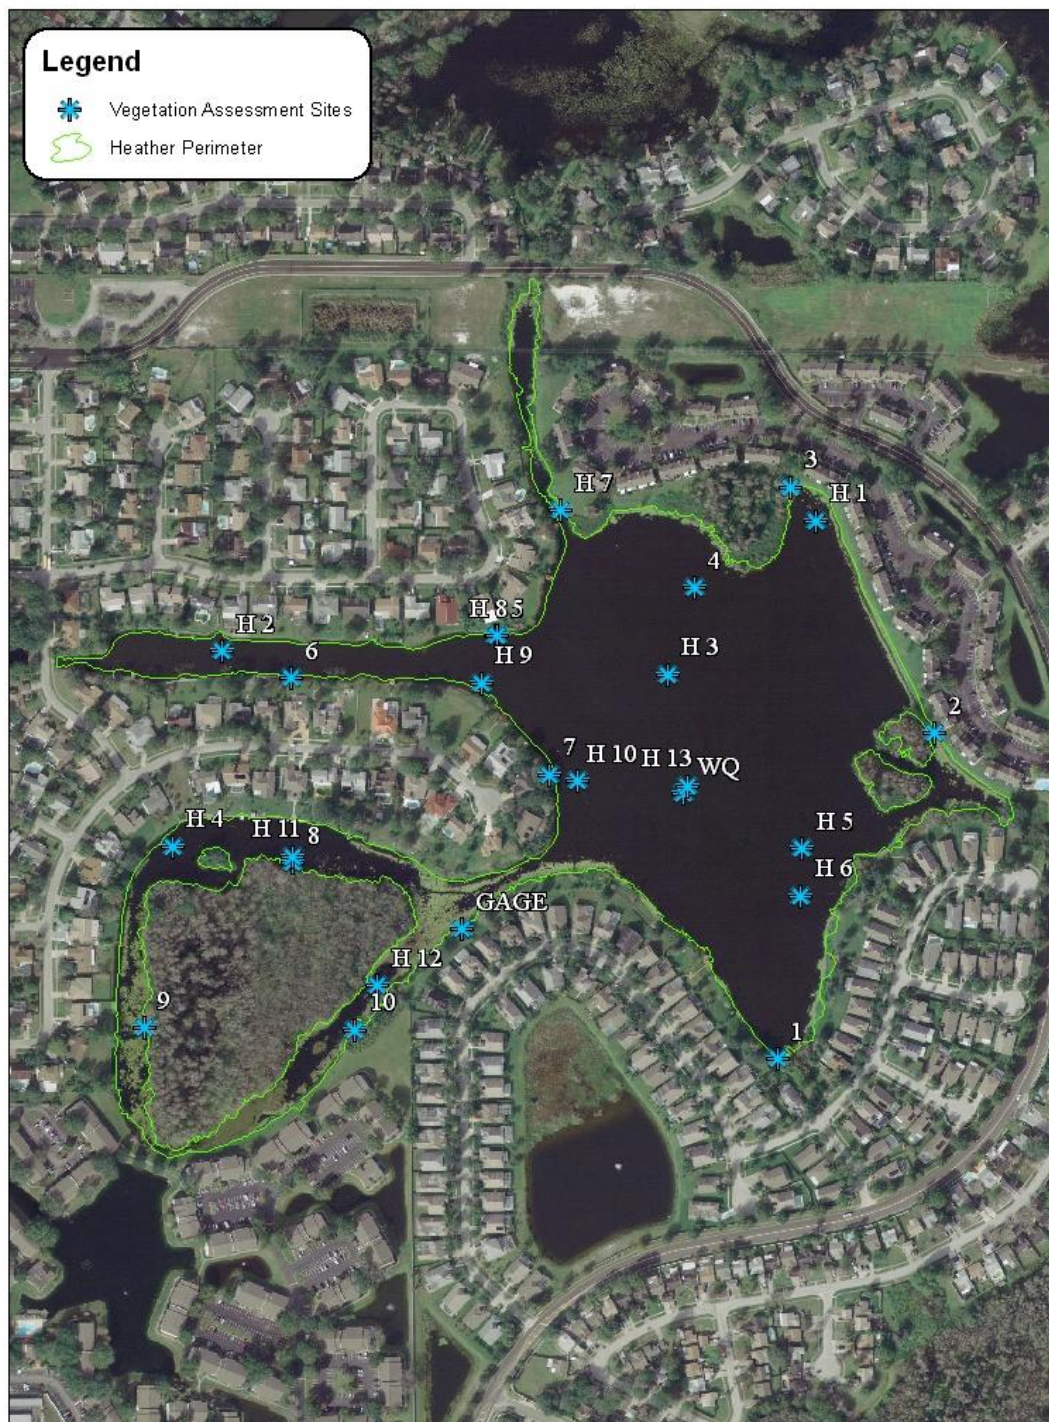 Legend
Vegetation Assessment Sites
Heather Perimeter
3
H 1
H 7
4
H 8 5
H 2
H 9
6
H 3
2
7
H 10
H 13
WQ
H 4
H 11
8
H 5
H 6
GAGE
H 12
9
10
1